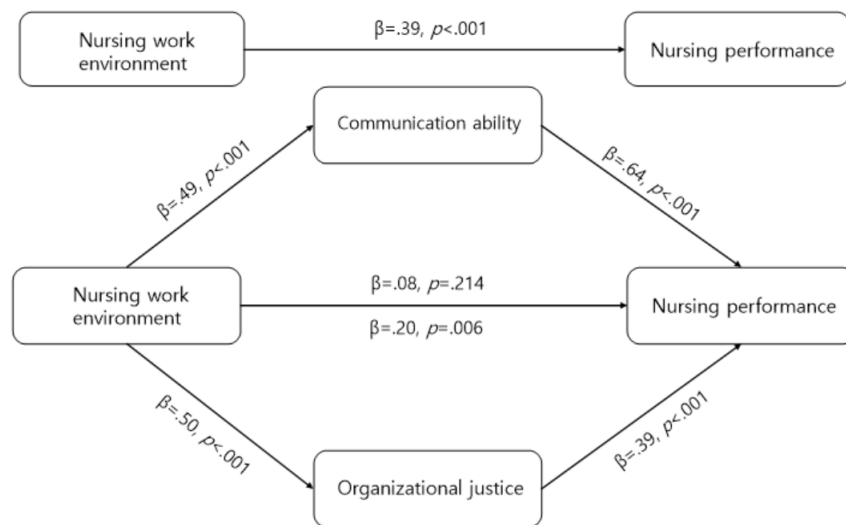 Nursing work
environment
β=.39, p<.001
Nursing performance
Communication ability
β=.49, p<.001
β=.64, p<.001
Nursing work
environment
β=.08, p=.214
β=.20, p=.006
Nursing performance
β=.50, p<.001
β=.39, p<.001
Organizational justice